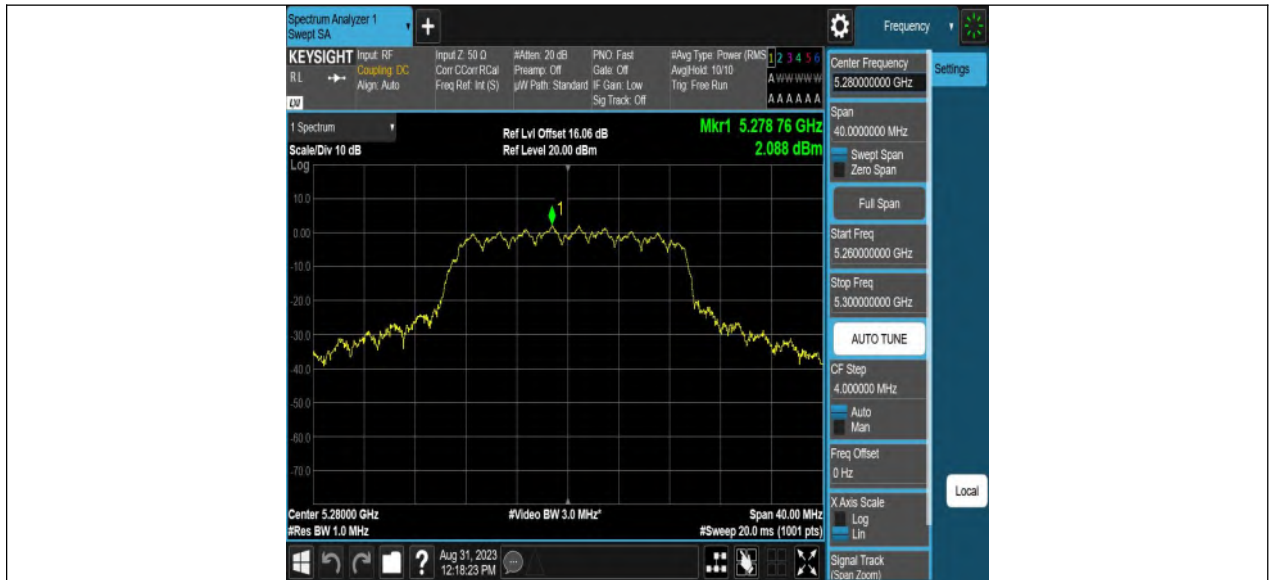 Spectrum Analyzer 1
Swept SA
+
Frequency
KEYSIGHT
Input: RF
Coupling: DC
Align: Auto
Input Z: 50 Ω
Corr CCorr RCal
Freq Ref: Int (S)
#Atten: 20 dB
Preamp: Off
µW Path: Standard
PNO: Fast
Gate: Off
IF Gain: Low
Sig Track: Off
#Avg Type: Power (RMS
Avg|Hold: 10/10
Trig: Free Run
1 2 3 4 5 6
A W W W W W
A A A A A A
R L
LXI
Center Frequency
5.280000000 GHz
Settings
1 Spectrum
Scale/Div 10 dB
Log
Ref Lvl Offset 16.06 dB
Ref Level 20.00 dBm
Mkr1 5.278 76 GHz
2.088 dBm
10.0
0.00
-10.0
-20.0
-30.0
-40.0
-50.0
-60.0
-70.0
1
Span
40.0000000 MHz
Swept Span
Zero Span
Full Span
Start Freq
5.260000000 GHz
Stop Freq
5.300000000 GHz
AUTO TUNE
CF Step
4.000000 MHz
Auto
Man
Freq Offset
0 Hz
X Axis Scale
Log
Lin
Signal Track
(Span Zoom)
Local
Center 5.28000 GHz
#Res BW 1.0 MHz
#Video BW 3.0 MHz*
Span 40.00 MHz
#Sweep 20.0 ms (1001 pts)
?
Aug 31, 2023
12:18:23 PM